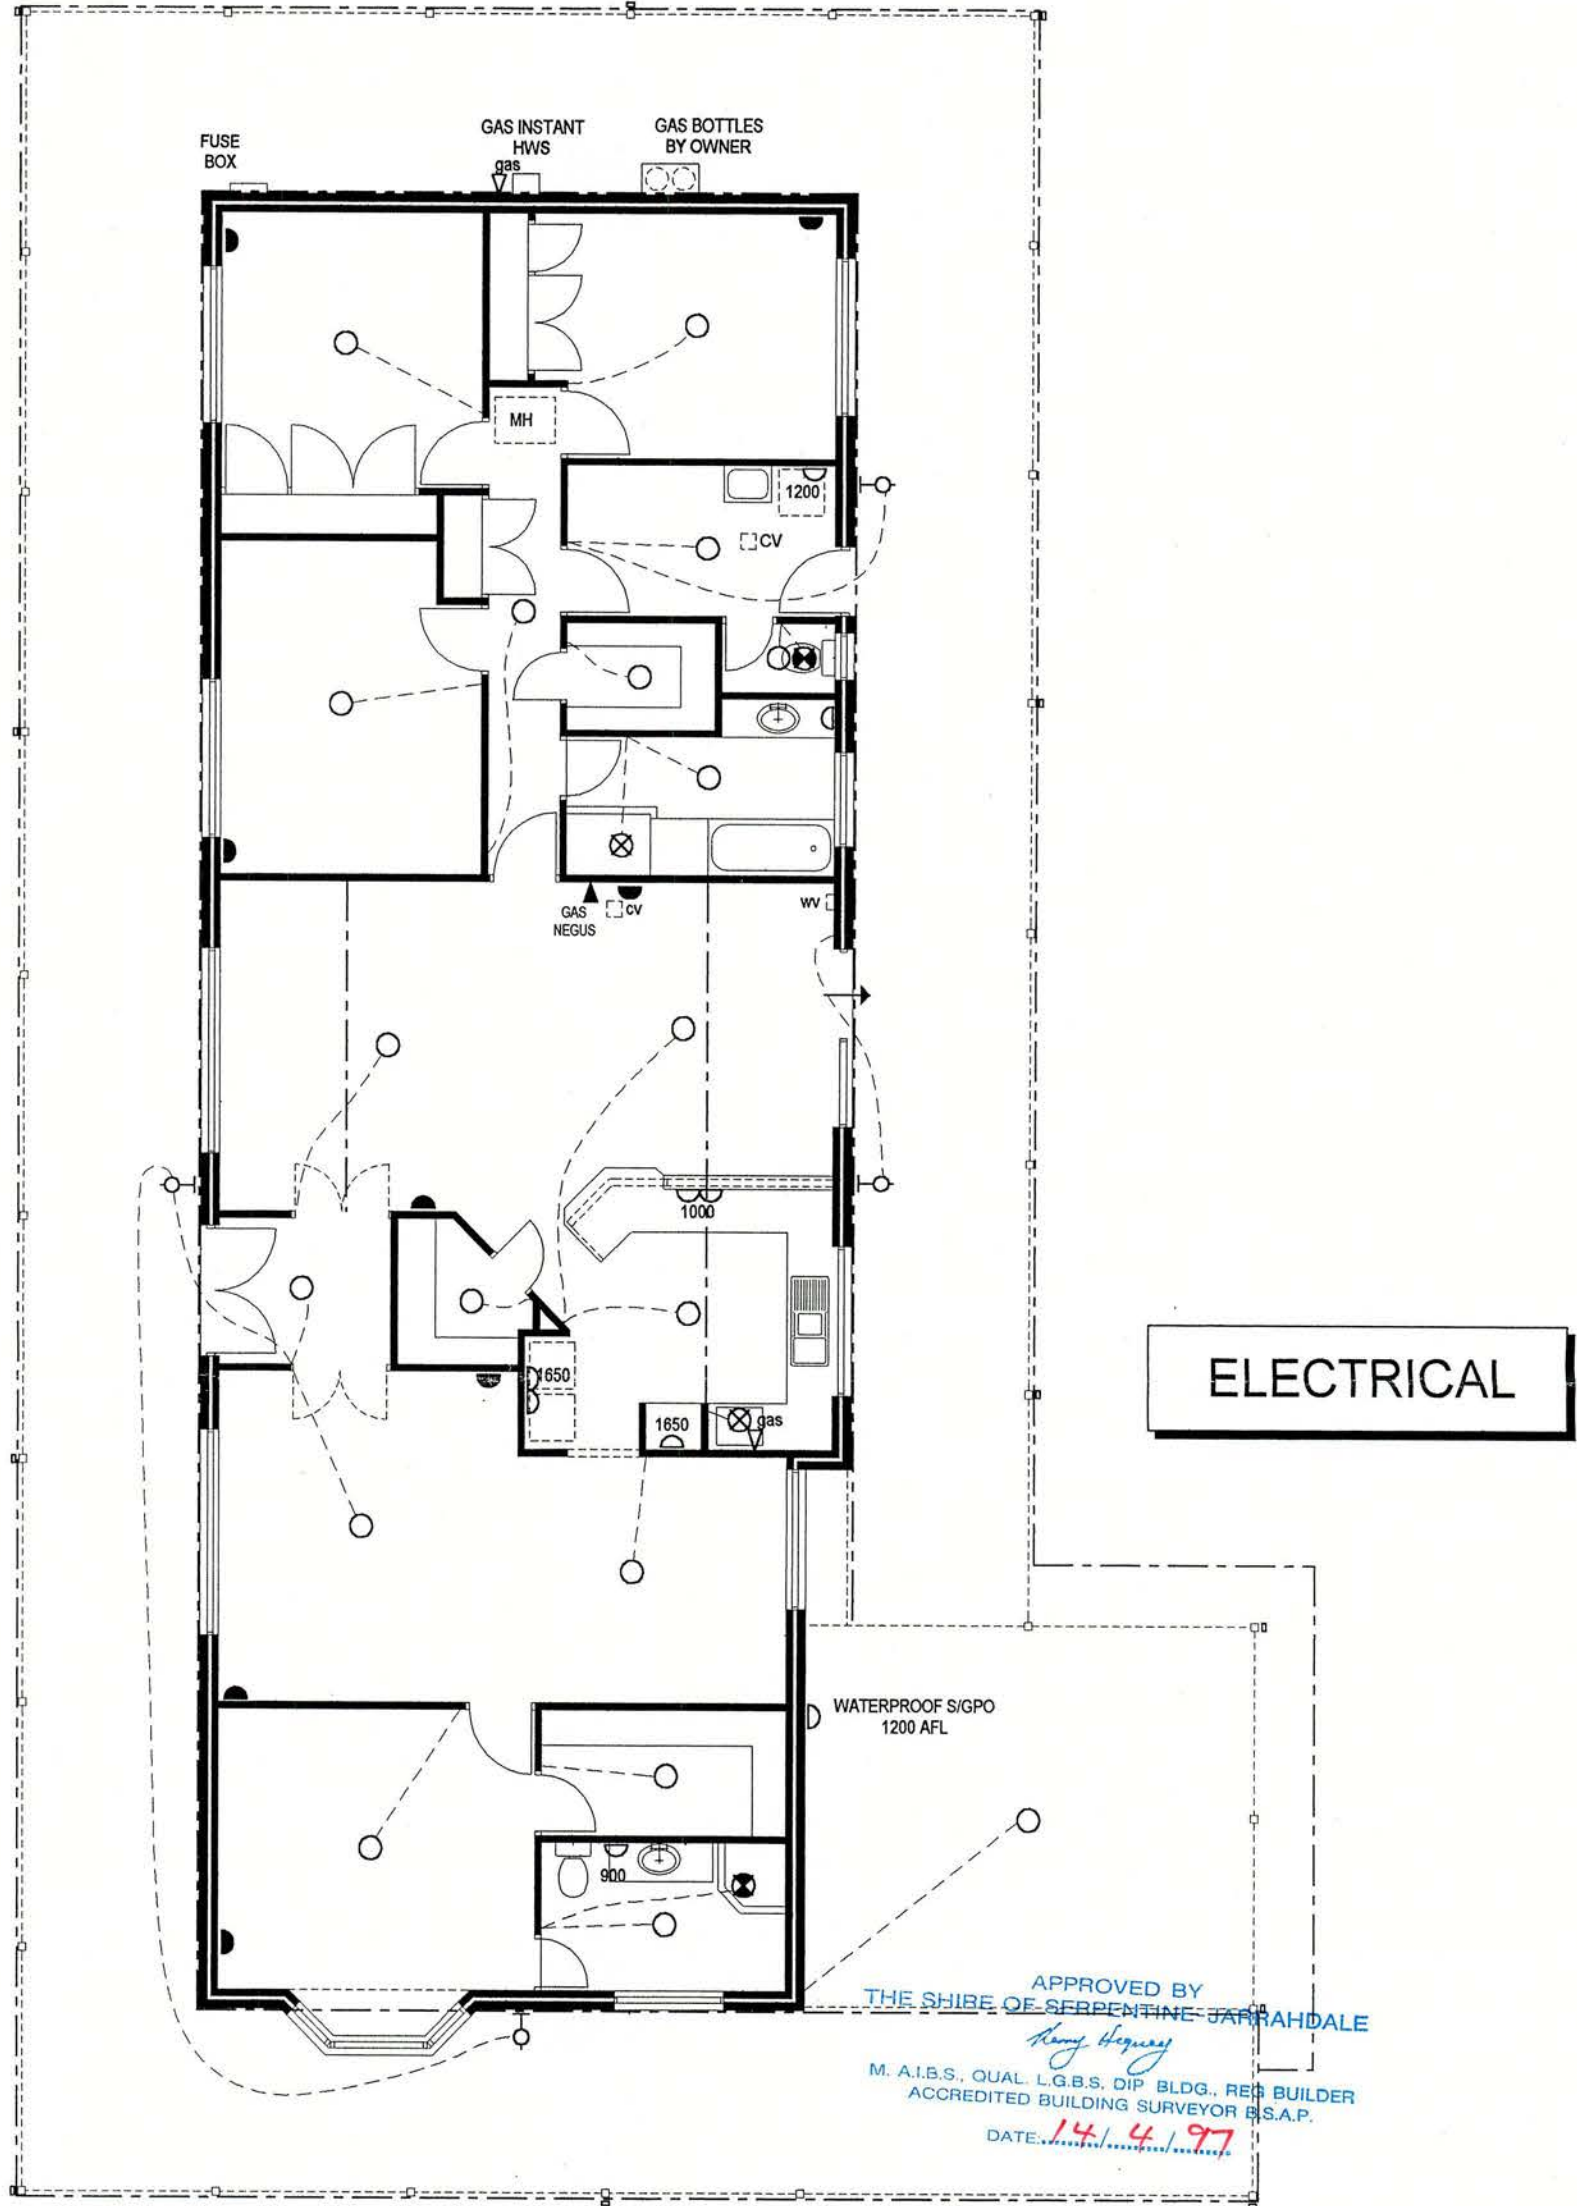 FUSE
BOX
GAS INSTANT
HWS
gas
GAS BOTTLES
BY OWNER
MH
1200
CV
GAS
NEGUS
CV
WV
1000
1650
1650
gas
ELECTRICAL
WATERPROOF S/GPO
1200 AFL
900
APPROVED BY
THE SHIRE OF SERPENTINE-JARRAHDALE
M. A.I.B.S., QUAL. L.G.B.S. DIP BLDG., REG BUILDER
ACCREDITED BUILDING SURVEYOR B.S.A.P.
DATE: 14/4/97